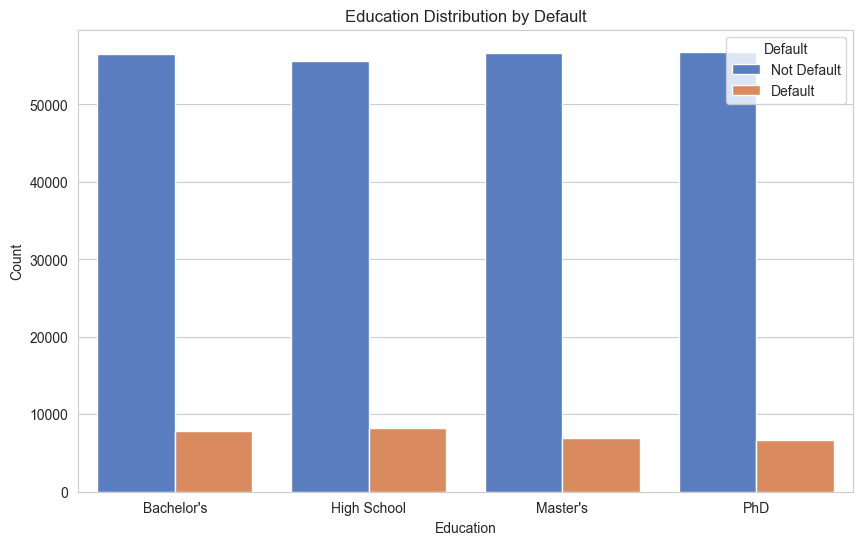 Education Distribution by Default
Default
Not Default
Default
50000
40000
30000
20000
10000
0
Count
Bachelor's
High School
Master's
PhD
Education